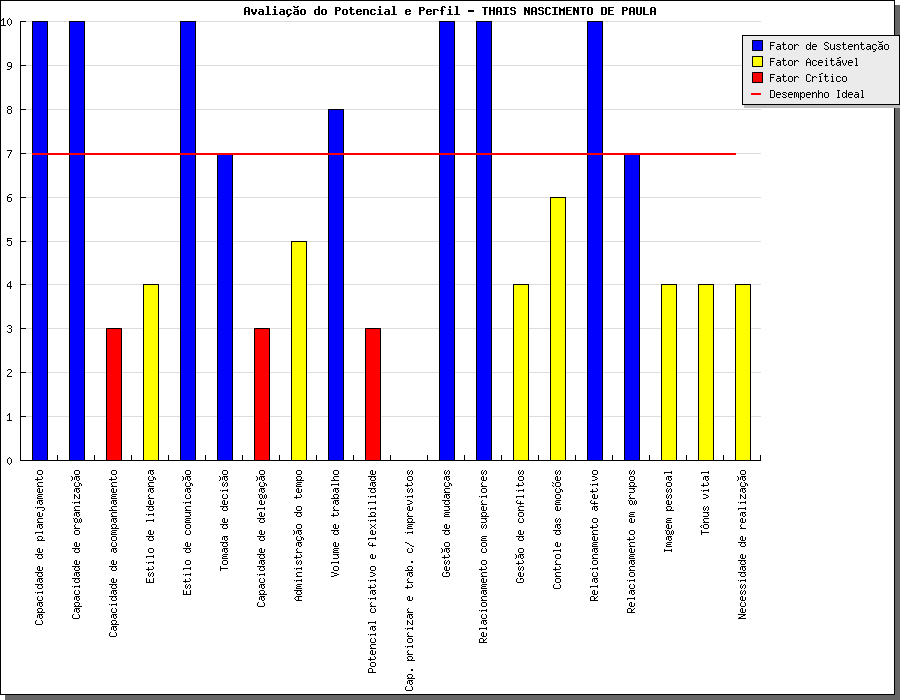 Avaliação do Potencial e Perfil - THAIS NASCIMENTO DE PAULA
Fator de Sustentação
Fator Aceitável
Fator Crítico
Desempenho Ideal
10
9
8
7
6
5
4
3
2
1
0
Capacidade de planejamento
Capacidade de organização
Capacidade de acompanhamento
Estilo de liderança
Estilo de comunicação
Tomada de decisão
Capacidade de delegação
Administração do tempo
Volume de trabalho
Potencial criativo e flexibilidade
Cap. priorizar e trab. c/ imprevistos
Gestão de mudanças
Relacionamento com superiores
Gestão de conflitos
Controle das emoções
Relacionamento afetivo
Relacionamento em grupos
Imagem pessoal
Tônus vital
Necessidade de realização